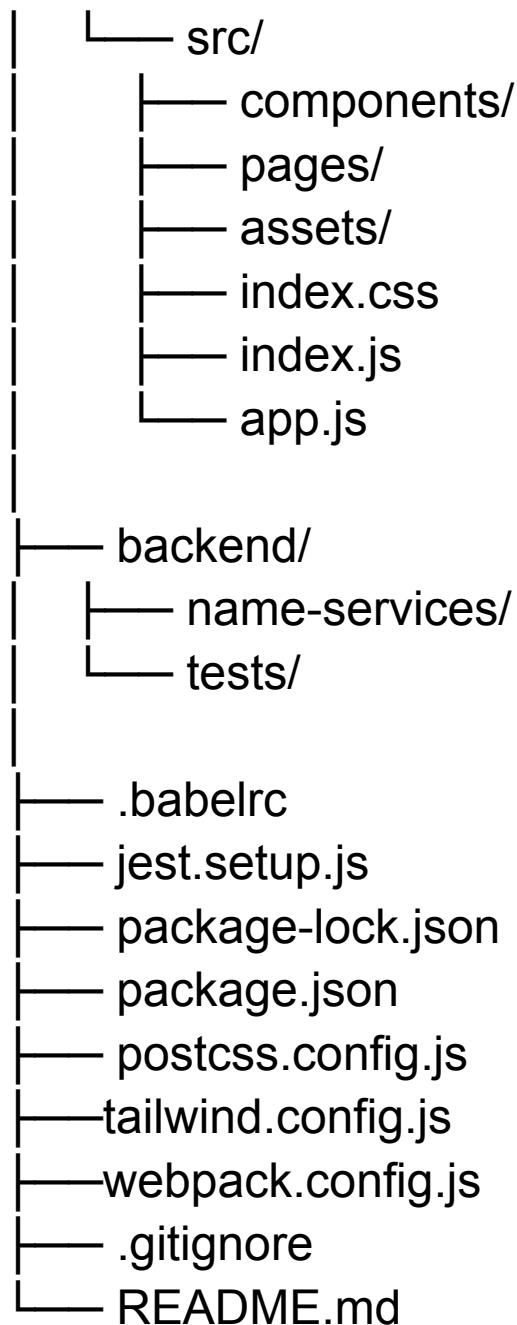 │   └── src/
│       ├── components/
│       ├── pages/
│       ├── assets/
│       ├── index.css
│       ├── index.js
│       └── app.js
│
├── backend/
│   ├── name-services/
│   └── tests/
│
├── .babelrc
├── jest.setup.js
├── package-lock.json
├── package.json
├── postcss.config.js
├──tailwind.config.js
├──webpack.config.js
├── .gitignore
└── README.md